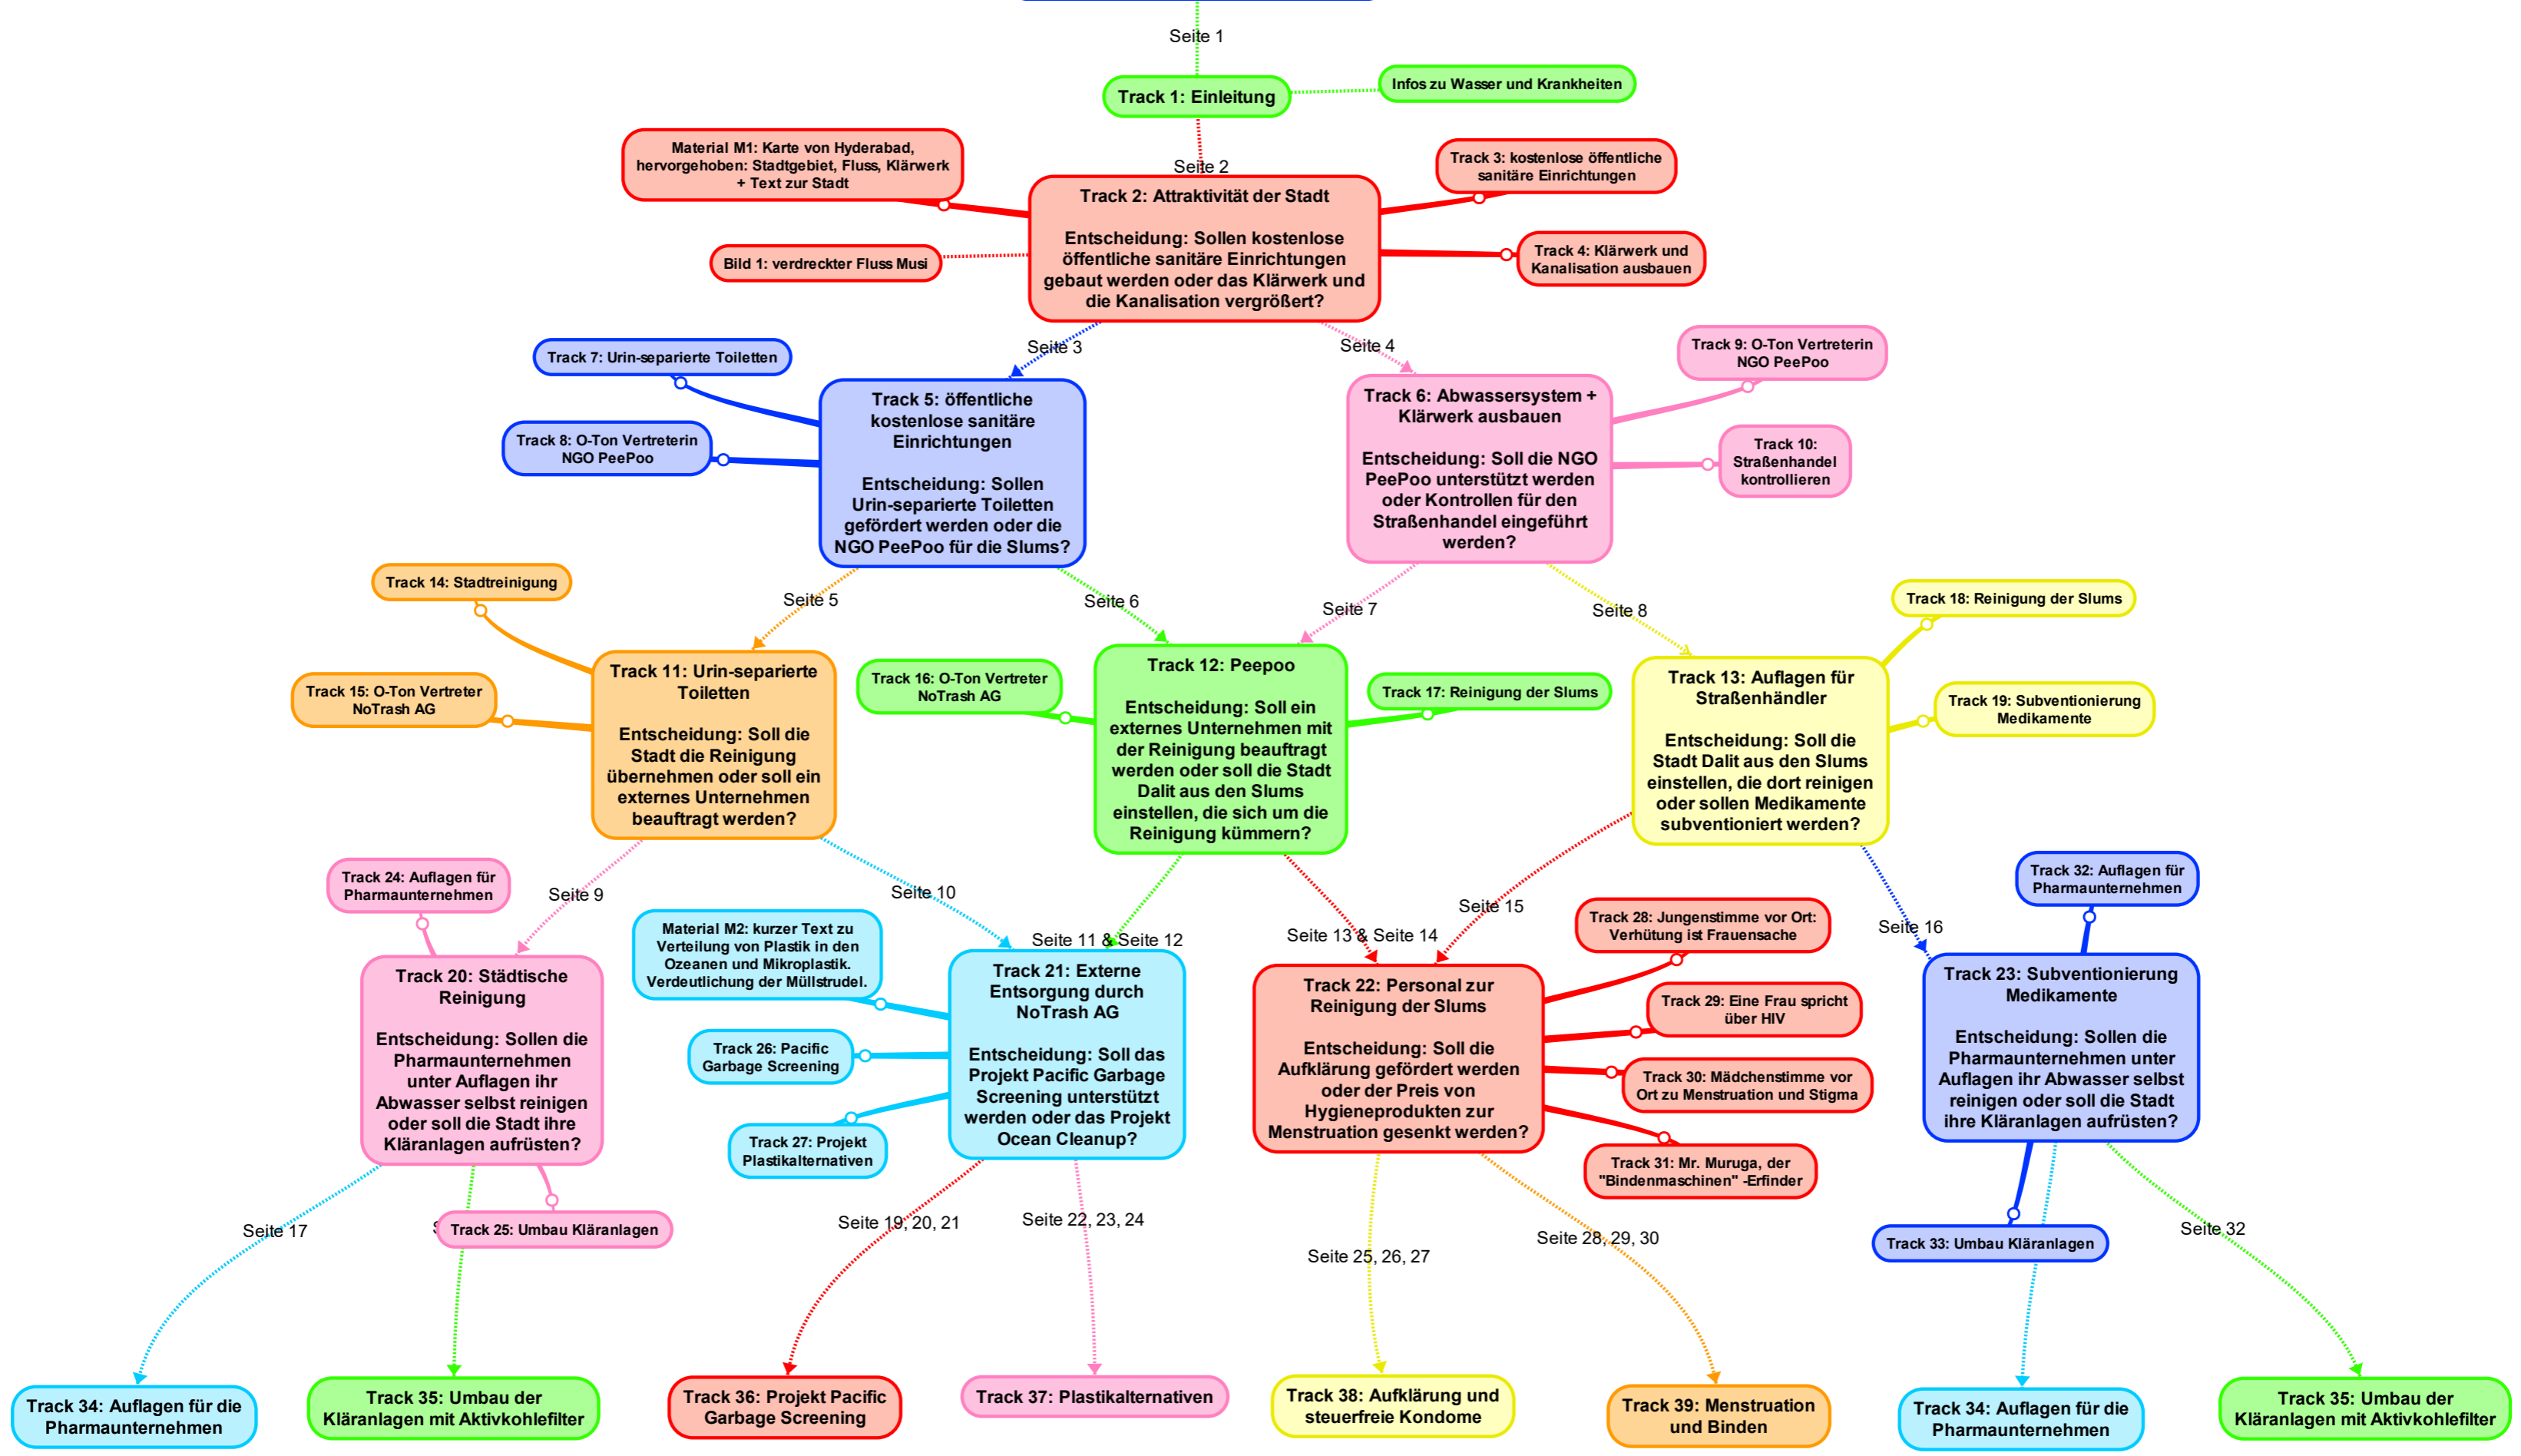 Seite 1
Track 1: Einleitung
Infos zu Wasser und Krankheiten
Material M1: Karte von Hyderabad,
hervorgehoben: Stadtgebiet, Fluss, Klärwerk
+ Text zur Stadt
Seite 2
Track 3: kostenlose öffentliche
sanitäre Einrichtungen
Track 2: Attraktivität der Stadt
Entscheidung: Sollen kostenlose
öffentliche sanitäre Einrichtungen
gebaut werden oder das Klärwerk und
die Kanalisation vergrößert?
Bild 1: verdreckter Fluss Musi
Track 4: Klärwerk und
Kanalisation ausbauen
Seite 3
Seite 4
Track 7: Urin-separierte Toiletten
Track 9: O-Ton Vertreterin
NGO PeePoo
Track 5: öffentliche
kostenlose sanitäre
Einrichtungen
Entscheidung: Sollen
Urin-separierte Toiletten
gefördert werden oder die
NGO PeePoo für die Slums?
Track 8: O-Ton Vertreterin
NGO PeePoo
Track 6: Abwassersystem +
Klärwerk ausbauen
Entscheidung: Soll die NGO
PeePoo unterstützt werden
oder Kontrollen für den
Straßenhandel eingeführt
werden?
Track 10:
Straßenhandel
kontrollieren
Seite 5
Seite 6
Seite 7
Seite 8
Track 14: Stadtreinigung
Track 18: Reinigung der Slums
Track 15: O-Ton Vertreter
NoTrash AG
Track 11: Urin-separierte
Toiletten
Entscheidung: Soll die
Stadt die Reinigung
übernehmen oder soll ein
externes Unternehmen
beauftragt werden?
Track 16: O-Ton Vertreter
NoTrash AG
Track 12: Peepoo
Entscheidung: Soll ein
externes Unternehmen mit
der Reinigung beauftragt
werden oder soll die Stadt
Dalit aus den Slums
einstellen, die sich um die
Reinigung kümmern?
Track 17: Reinigung der Slums
Track 13: Auflagen für
Straßenhändler
Entscheidung: Soll die
Stadt Dalit aus den Slums
einstellen, die dort reinigen
oder sollen Medikamente
subventioniert werden?
Track 19: Subventionierung
Medikamente
Seite 9
Seite 10
Seite 11 & Seite 12
Seite 13 & Seite 14
Seite 15
Seite 16
Track 24: Auflagen für
Pharmaunternehmen
Track 20: Städtische
Reinigung
Entscheidung: Sollen die
Pharmaunternehmen
unter Auflagen ihr
Abwasser selbst reinigen
oder soll die Stadt ihre
Kläranlagen aufrüsten?
Track 25: Umbau Kläranlagen
Material M2: kurzer Text zu
Verteilung von Plastik in den
Ozeanen und Mikroplastik.
Verdeutlichung der Müllstrudel.
Track 26: Pacific
Garbage Screening
Track 27: Projekt
Plastikalternativen
Track 21: Externe
Entsorgung durch
NoTrash AG
Entscheidung: Soll das
Projekt Pacific Garbage
Screening unterstützt
werden oder das Projekt
Ocean Cleanup?
Track 22: Personal zur
Reinigung der Slums
Entscheidung: Soll die
Aufklärung gefördert werden
oder der Preis von
Hygieneprodukten zur
Menstruation gesenkt werden?
Track 28: Jungenstimme vor Ort:
Verhütung ist Frauensache
Track 29: Eine Frau spricht
über HIV
Track 30: Mädchenstimme vor
Ort zu Menstruation und Stigma
Track 31: Mr. Muruga, der
"Bindenmaschinen" -Erfinder
Track 32: Auflagen für
Pharmaunternehmen
Track 23: Subventionierung
Medikamente
Entscheidung: Sollen die
Pharmaunternehmen unter
Auflagen ihr Abwasser selbst
reinigen oder soll die Stadt
ihre Kläranlagen aufrüsten?
Track 33: Umbau Kläranlagen
Seite 17
Seite 19, 20, 21
Seite 22, 23, 24
Seite 25, 26, 27
Seite 28, 29, 30
Seite 32
Track 34: Auflagen für die
Pharmaunternehmen
Track 35: Umbau der
Kläranlagen mit Aktivkohlefilter
Track 36: Projekt Pacific
Garbage Screening
Track 37: Plastikalternativen
Track 38: Aufklärung und
steuerfreie Kondome
Track 39: Menstruation
und Binden
Track 34: Auflagen für die
Pharmaunternehmen
Track 35: Umbau der
Kläranlagen mit Aktivkohlefilter